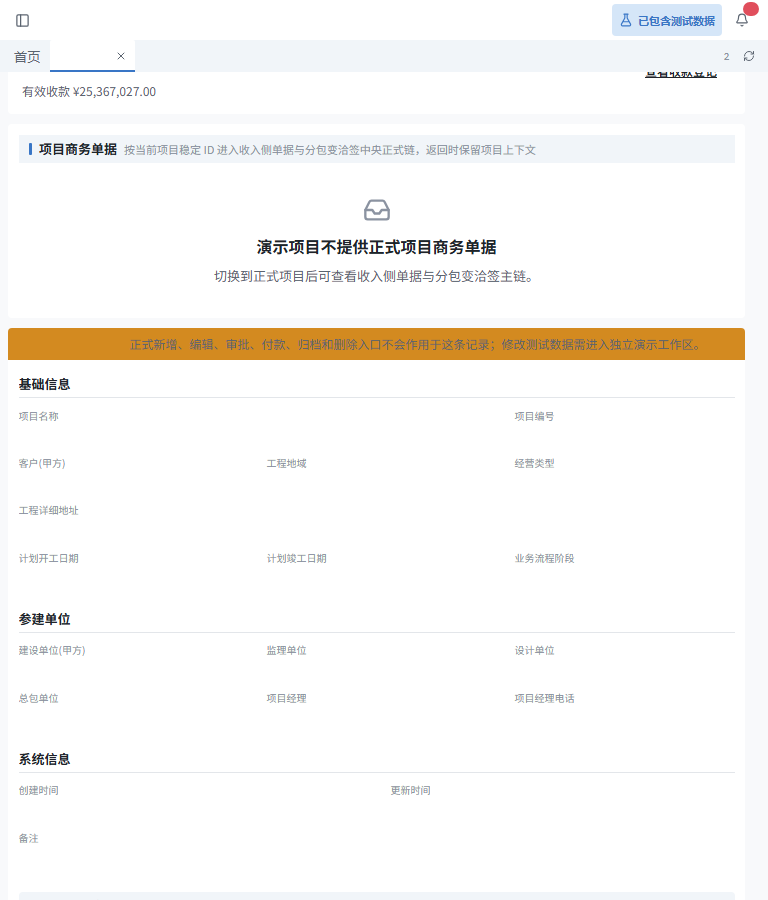 已包含测试数据
首页
2
查看收款登记
有效收款 ¥25,367,027.00
项目商务单据 按当前项目稳定 ID 进入收入侧单据与分包变洽签中央正式链，返回时保留项目上下文
演示项目不提供正式项目商务单据
切换到正式项目后可查看收入侧单据与分包变洽签主链。
正式新增、编辑、审批、付款、归档和删除入口不会作用于这条记录；修改测试数据需进入独立演示工作区。
基础信息
项目名称 项目编号
客户(甲方) 工程地域 经营类型
工程详细地址
计划开工日期 计划竣工日期 业务流程阶段
参建单位
建设单位(甲方) 监理单位 设计单位
总包单位 项目经理 项目经理电话
系统信息
创建时间 更新时间
备注